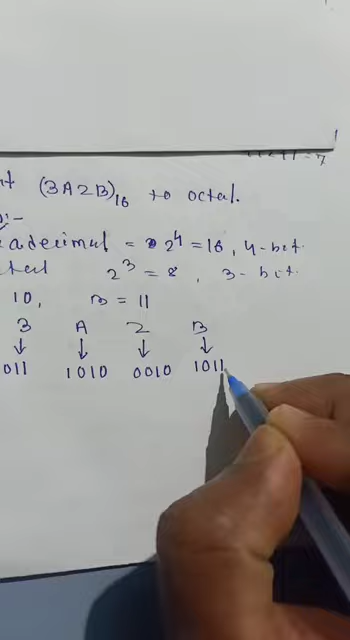 (3A2B)16 to octal.
:-
adecimal = 2^4 = 16, 4-bit.
2^3 = 8, 3-bit.
10, B = 11
3 A 2 B
↓ ↓ ↓ ↓
011 1010 0010 1011